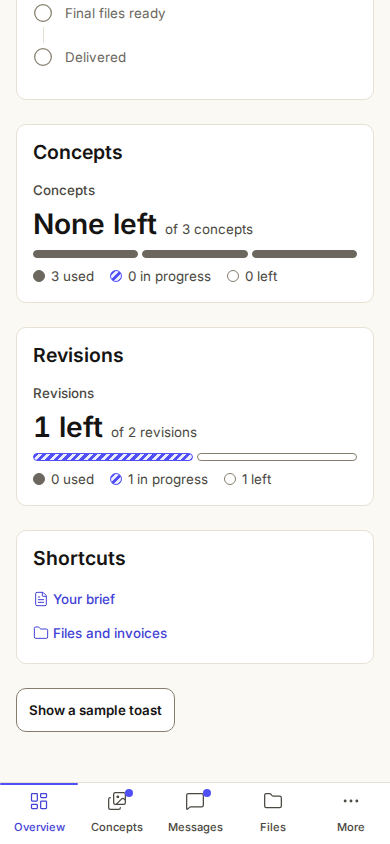 Final files ready
Delivered
Concepts
Concepts
None left of 3 concepts
3 used 0 in progress 0 left
Revisions
Revisions
1 left of 2 revisions
0 used 1 in progress 1 left
Shortcuts
Your brief
Files and invoices
Show a sample toast
Overview Concepts Messages Files More